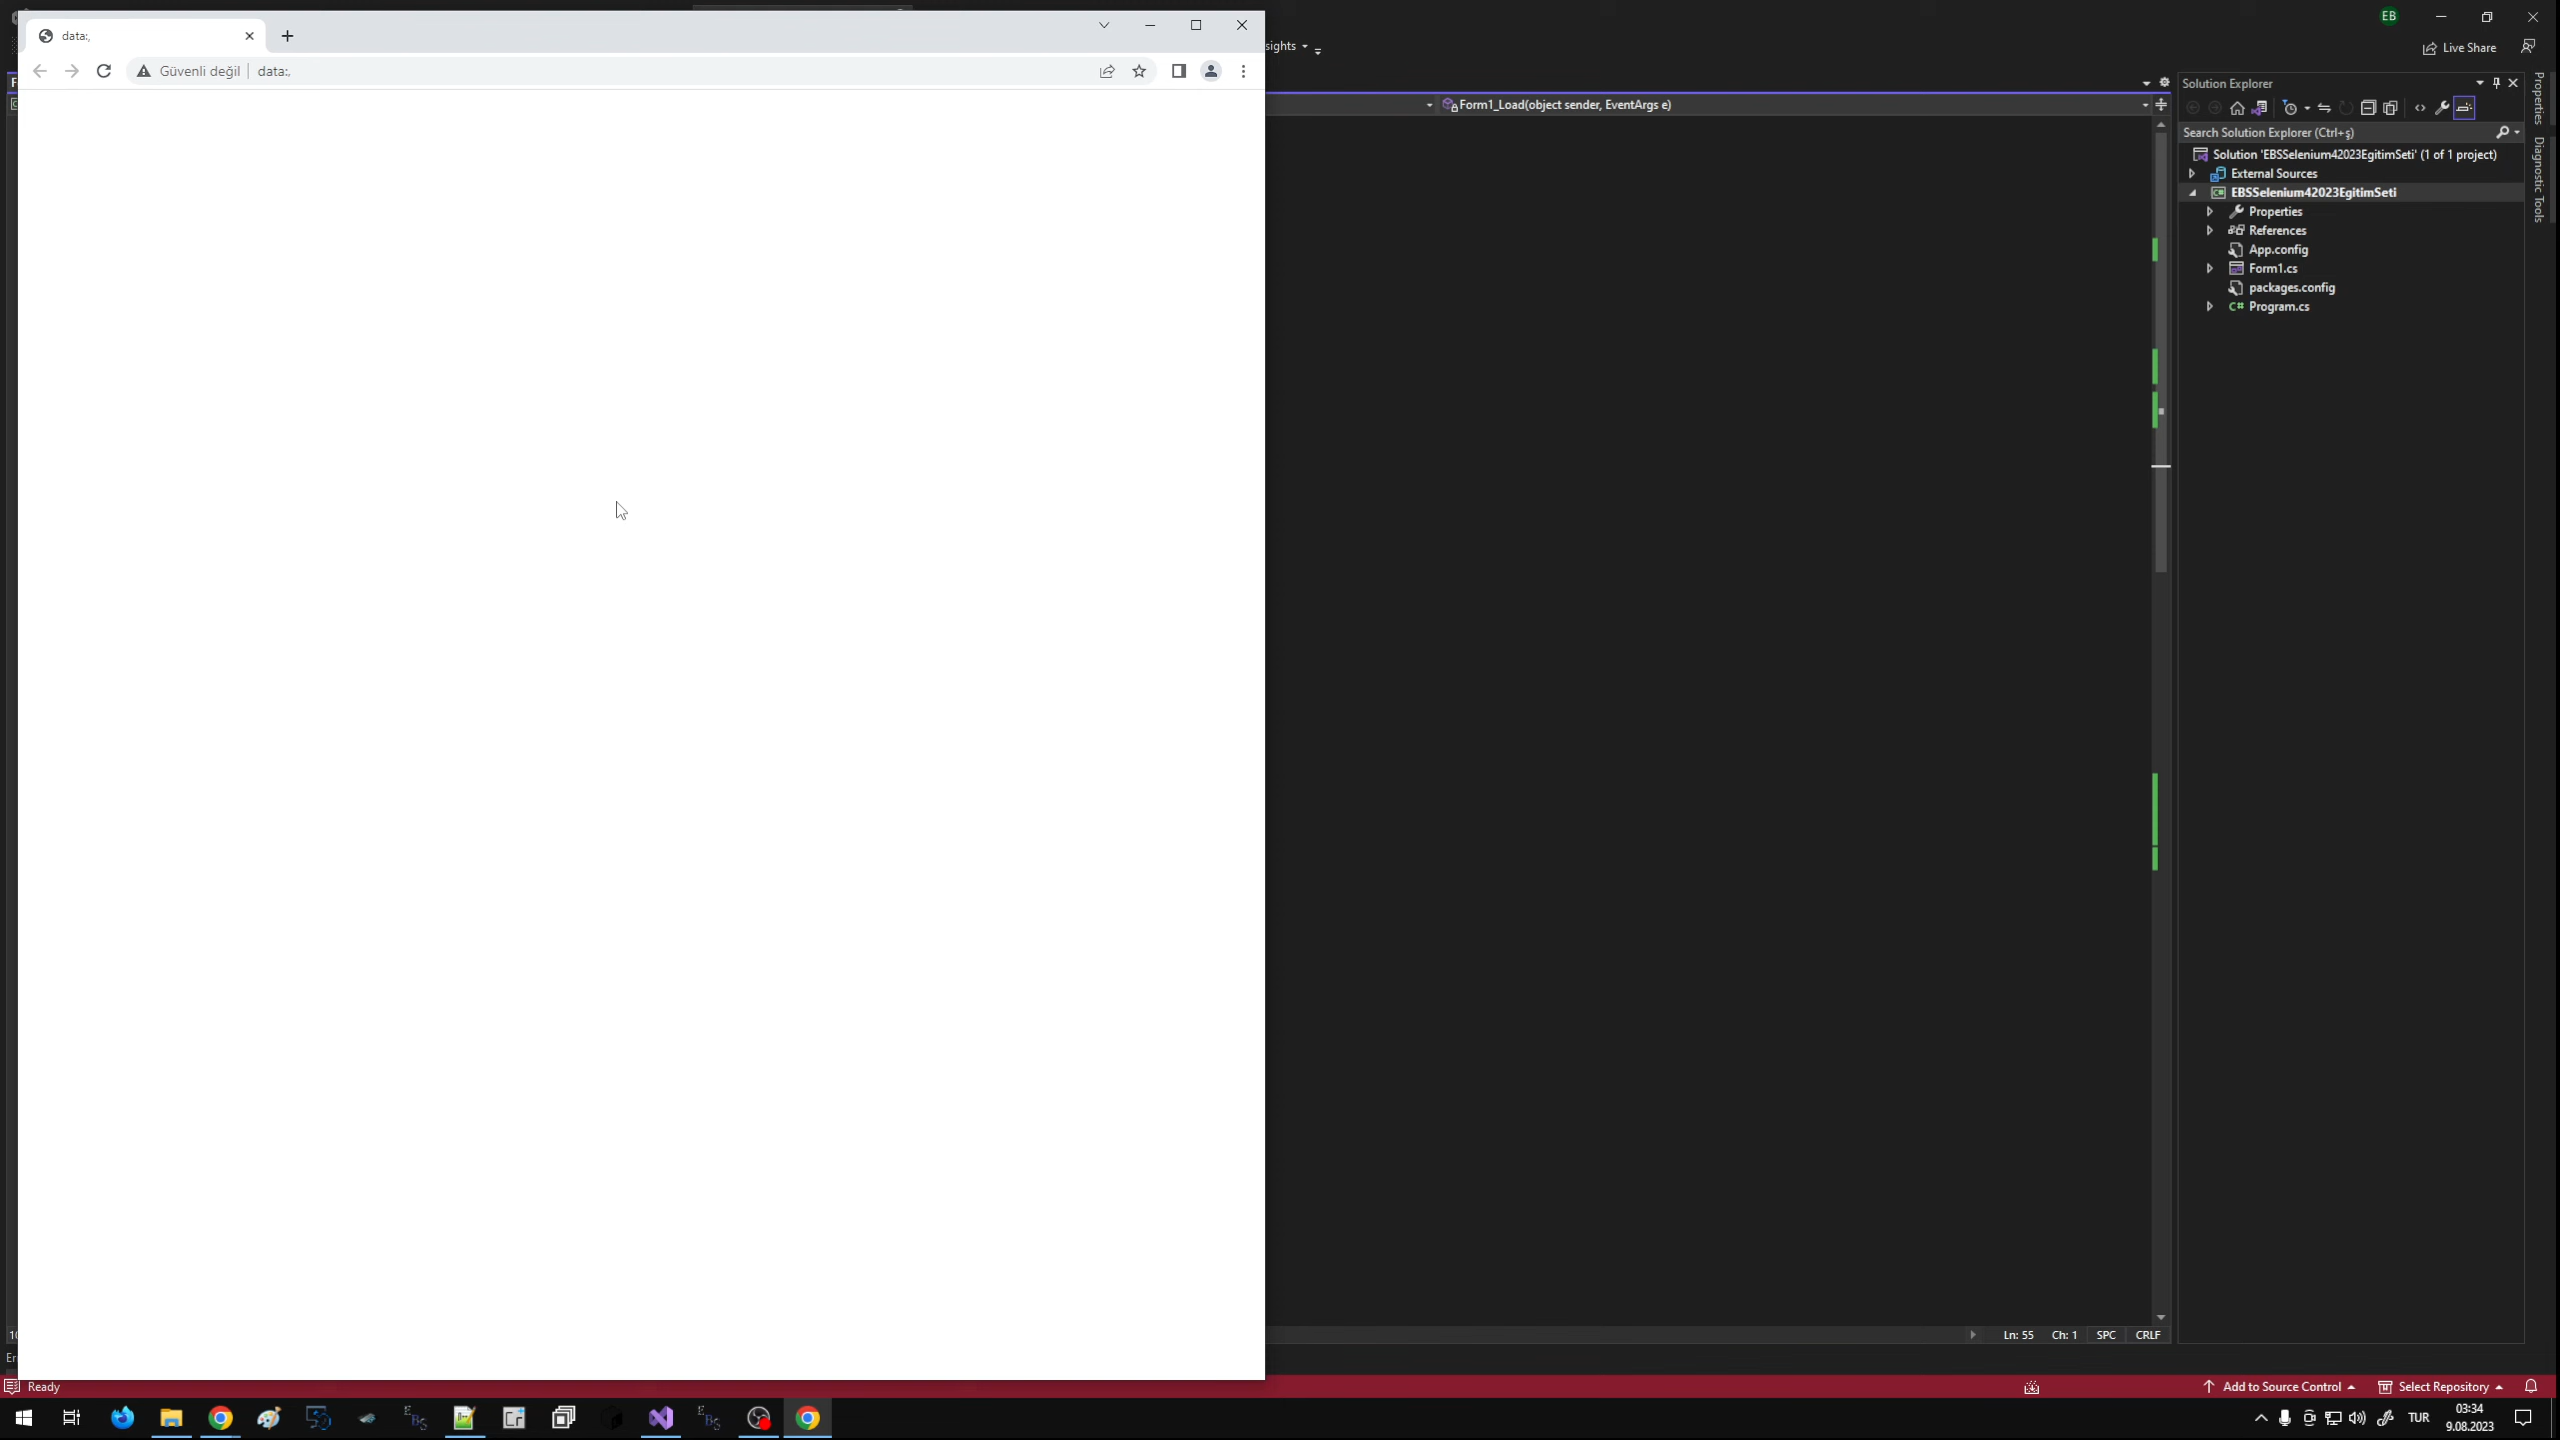 data:,
Güvenli değil
data:,
sights
EB
Live Share
Form1_Load(object sender, EventArgs e)
Solution Explorer
Search Solution Explorer (Ctrl+ş)
Solution 'EBSSelenium42023EgitimSeti' (1 of 1 project)
External Sources
EBSSelenium42023EgitimSeti
Properties
References
App.config
Form1.cs
packages.config
C# Program.cs
Properties
Diagnostic Tools
Ln: 55 Ch: 1 SPC CRLF
Ready
Add to Source Control
Select Repository
TUR
03:34
9.08.2023